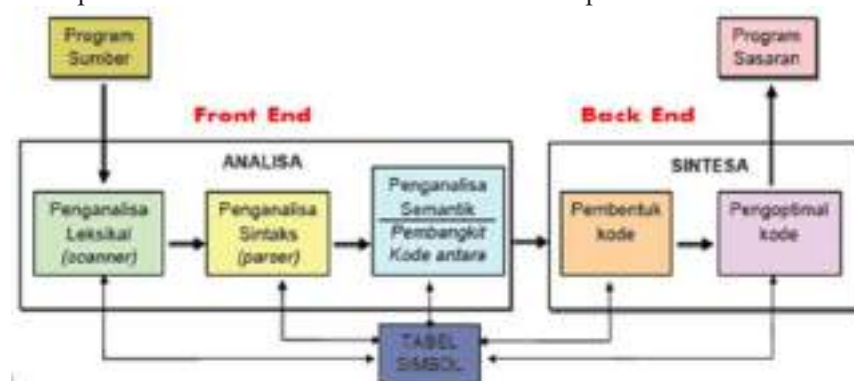 Program
Sumber
Program
Sasaran
Front End
Back End
ANALISA
SINTESA
Penganalisa
Leksikal
(scanner)
Penganalisa
Sintaks
(parser)
Penganalisa
Semantik
Pembangkit
Kode antara
Pembentuk
kode
Pengoptimal
kode
TABEL
SIMBOL